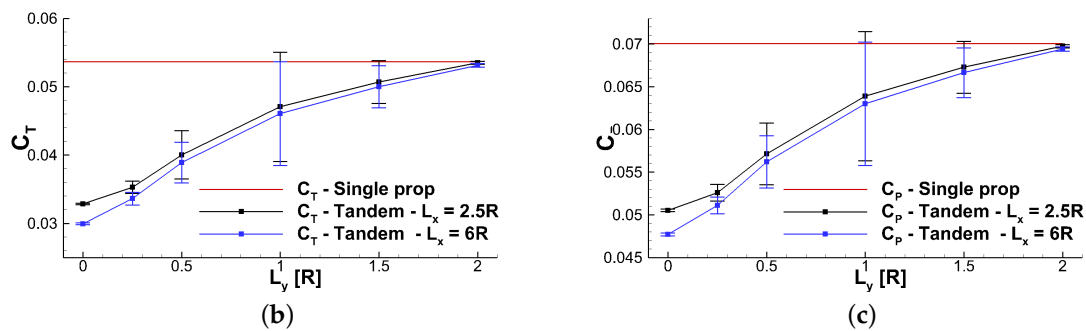 0.06
0.05
0.04
0.03
C_T
C_T - Single prop
C_T - Tandem - L_x = 2.5R
C_T - Tandem - L_x = 6R
0 0.5 1 1.5 2
L_y [R]
(b)
0.07
0.065
0.06
0.055
0.05
0.045
C
C_P - Single prop
C_P - Tandem - L_x = 2.5R
C_P - Tandem - L_x = 6R
0 0.5 1 1.5 2
L_y [R]
(c)